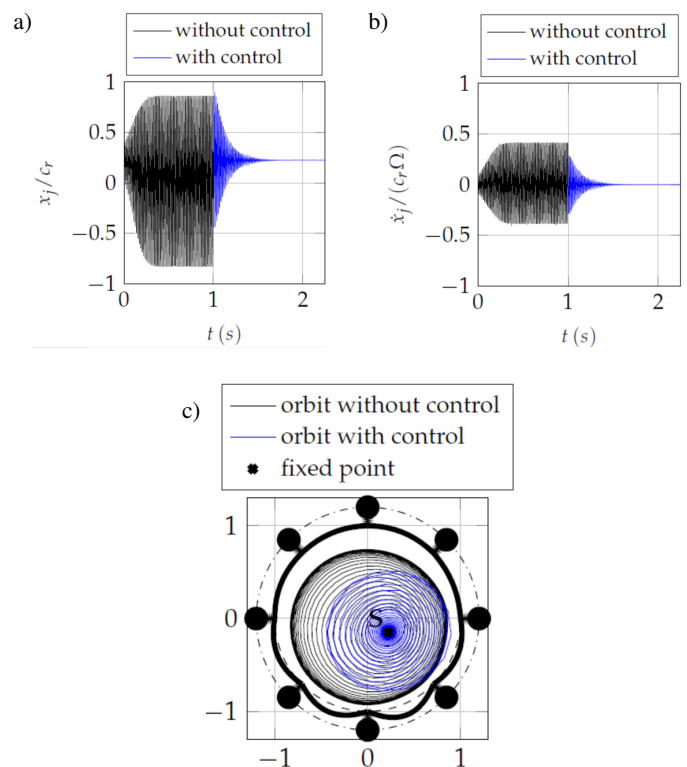 a)
without control
with control
1
0.5
0
−0.5
−1
x_j/c_r
0
1
2
t (s)
b)
without control
with control
1
0.5
0
−0.5
−1
ẋ_j/(c_rΩ)
0
1
2
t (s)
c)
orbit without control
orbit with control
fixed point
1
0
−1
S
−1
0
1